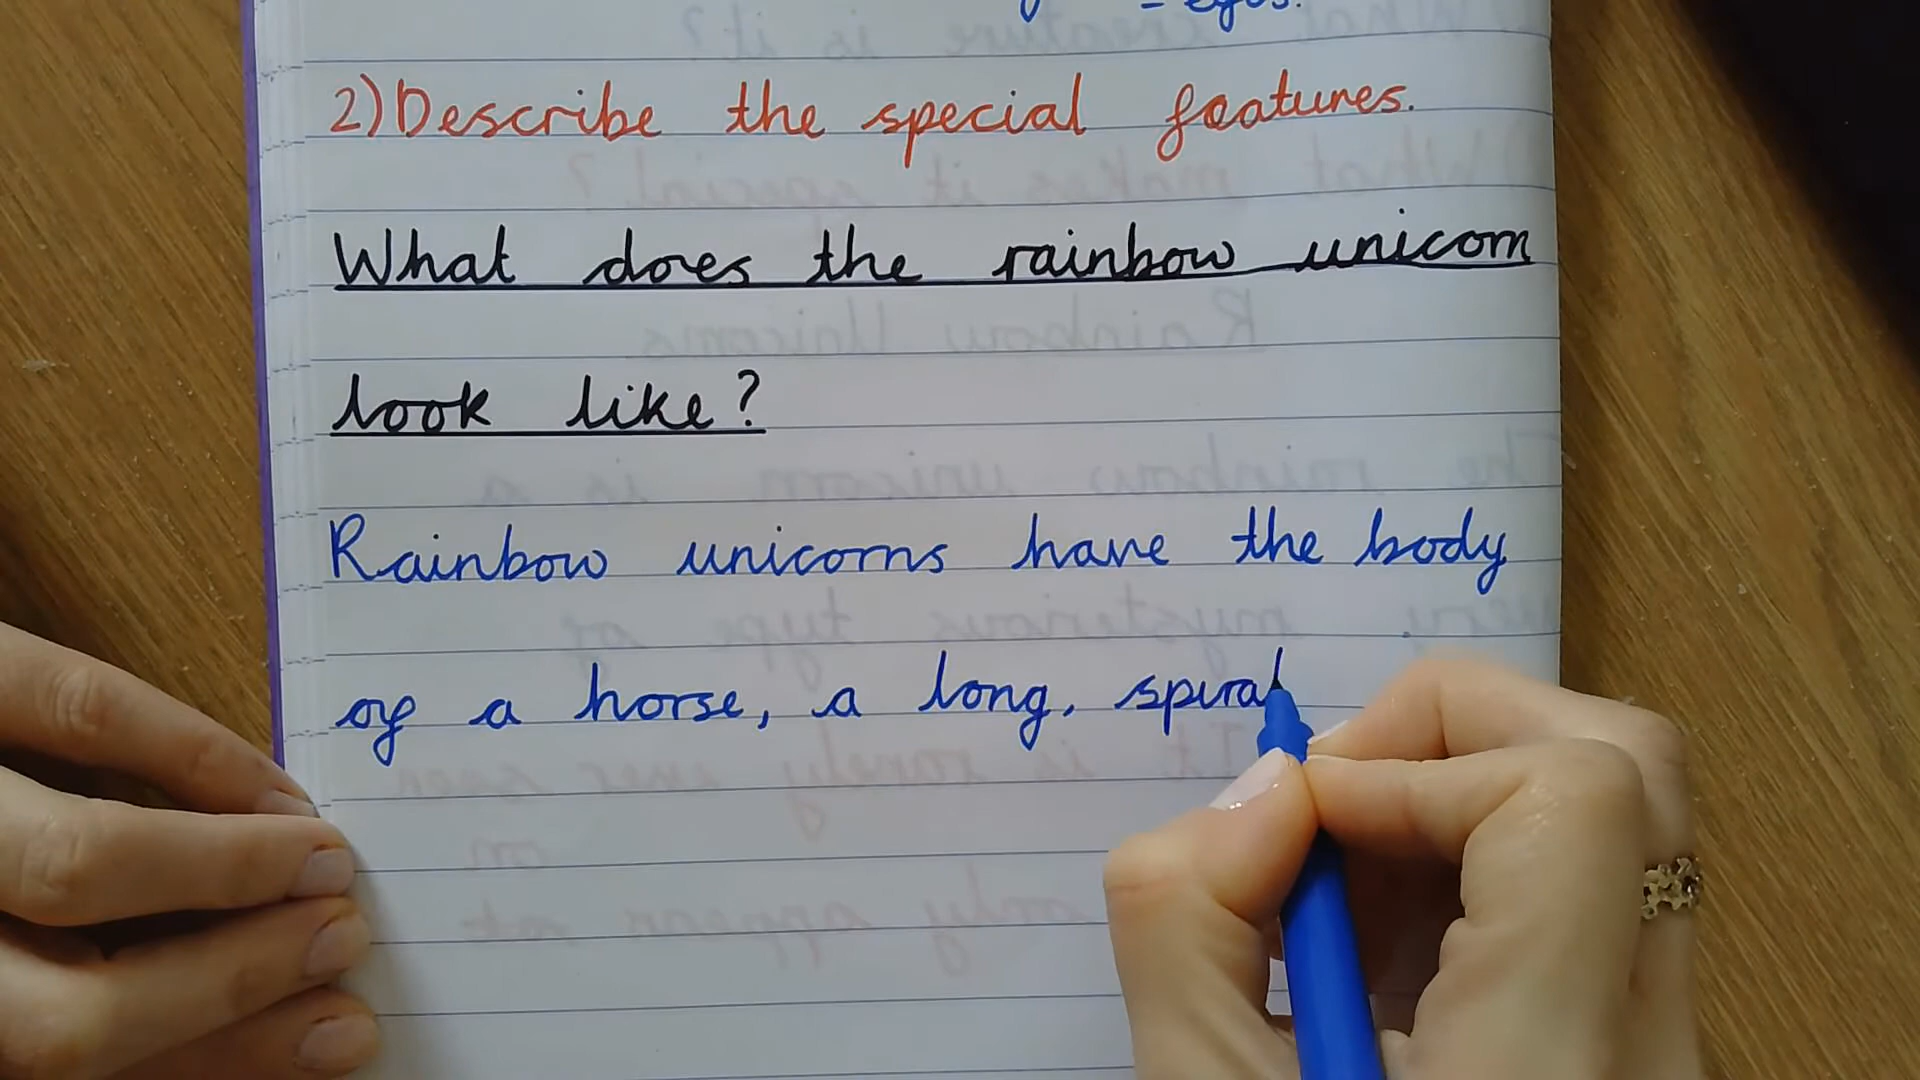 - eyes.
2) Describe the special features.
What does the rainbow unicorn
look like?
Rainbow unicorns have the body
of a horse, a long, spiral